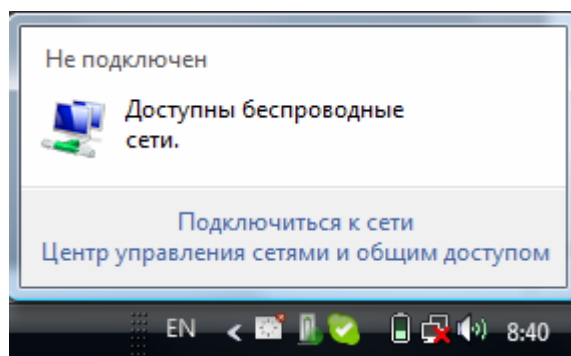 Не подключен
Доступны беспроводные
сети.
Подключиться к сети
Центр управления сетями и общим доступом
EN
8:40